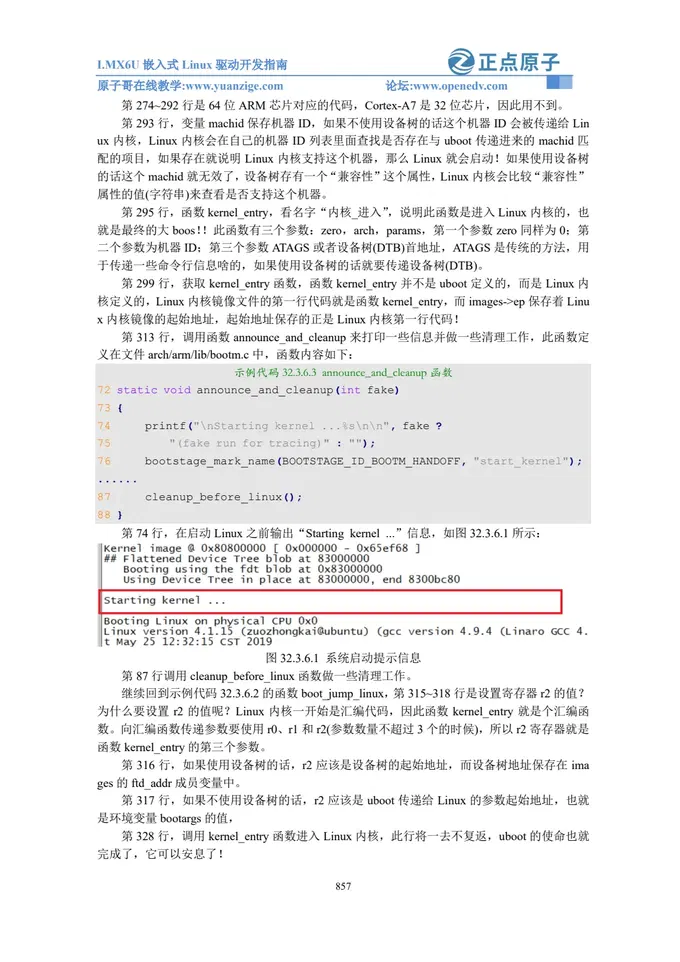 I.MX6U 嵌入式 Linux 驱动开发指南
正点原子
原子哥在线教学:www.yuanzige.com 论坛:www.openedv.com
第 274~292 行是 64 位 ARM 芯片对应的代码，Cortex-A7 是 32 位芯片，因此用不到。
第 293 行，变量 machid 保存机器 ID，如果不使用设备树的话这个机器 ID 会被传递给 Lin
ux 内核，Linux 内核会在自己的机器 ID 列表里面查找是否存在与 uboot 传递进来的 machid 匹
配的项目，如果存在就说明 Linux 内核支持这个机器，那么 Linux 就会启动！如果使用设备树
的话这个 machid 就无效了，设备树存有一个“兼容性”这个属性，Linux 内核会比较“兼容性”
属性的值(字符串)来查看是否支持这个机器。
第 295 行，函数 kernel_entry，看名字“内核_进入”，说明此函数是进入 Linux 内核的，也
就是最终的大 boos！！此函数有三个参数：zero，arch，params，第一个参数 zero 同样为 0；第
二个参数为机器 ID；第三个参数 ATAGS 或者设备树(DTB)首地址，ATAGS 是传统的方法，用
于传递一些命令行信息啥的，如果使用设备树的话就要传递设备树(DTB)。
第 299 行，获取 kernel_entry 函数，函数 kernel_entry 并不是 uboot 定义的，而是 Linux 内
核定义的，Linux 内核镜像文件的第一行代码就是函数 kernel_entry，而 images->ep 保存着 Linu
x 内核镜像的起始地址，起始地址保存的正是 Linux 内核第一行代码！
第 313 行，调用函数 announce_and_cleanup 来打印一些信息并做一些清理工作，此函数定
义在文件 arch/arm/lib/bootm.c 中，函数内容如下：
示例代码 32.3.6.3 announce_and_cleanup 函数
72 static void announce_and_cleanup(int fake)
73 {
74     printf("\nStarting kernel ...%s\n\n", fake ?
75         "(fake run for tracing)" : "");
76     bootstage_mark_name(BOOTSTAGE_ID_BOOTM_HANDOFF, "start_kernel");
......
87     cleanup_before_linux();
88 }
第 74 行，在启动 Linux 之前输出“Starting kernel ...”信息，如图 32.3.6.1 所示：
Kernel image @ 0x80800000 [ 0x000000 - 0x65ef68 ]
## Flattened Device Tree blob at 83000000
Booting using the fdt blob at 0x83000000
Using Device Tree in place at 83000000, end 8300bc80
Starting kernel ...
Booting Linux on physical CPU 0x0
Linux version 4.1.15 (zuozhongkai@ubuntu) (gcc version 4.9.4 (Linaro GCC 4.
t May 25 12:32:15 CST 2019
图 32.3.6.1 系统启动提示信息
第 87 行调用 cleanup_before_linux 函数做一些清理工作。
继续回到示例代码 32.3.6.2 的函数 boot_jump_linux，第 315~318 行是设置寄存器 r2 的值？
为什么要设置 r2 的值呢？Linux 内核一开始是汇编代码，因此函数 kernel_entry 就是个汇编函
数。向汇编函数传递参数要使用 r0、r1 和 r2(参数数量不超过 3 个的时候)，所以 r2 寄存器就是
函数 kernel_entry 的第三个参数。
第 316 行，如果使用设备树的话，r2 应该是设备树的起始地址，而设备树地址保存在 ima
ges 的 ftd_addr 成员变量中。
第 317 行，如果不使用设备树的话，r2 应该是 uboot 传递给 Linux 的参数起始地址，也就
是环境变量 bootargs 的值，
第 328 行，调用 kernel_entry 函数进入 Linux 内核，此行将一去不复返，uboot 的使命也就
完成了，它可以安息了！
857